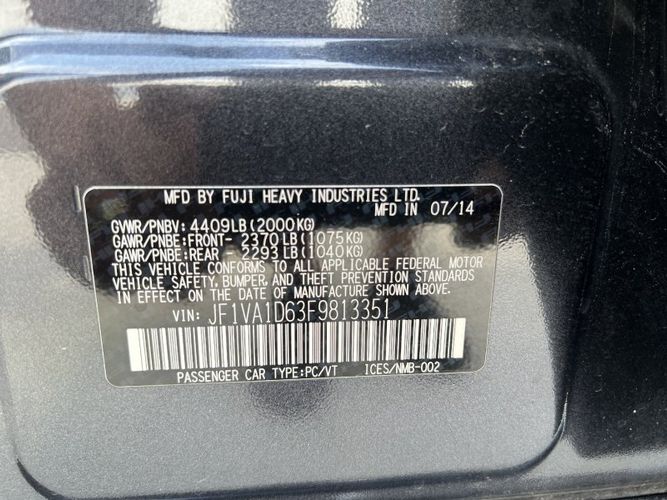 MFD BY FUJI HEAVY INDUSTRIES LTD.
MFD IN 07/14
GVWR/PNBV: 4409LB(2000KG)
GAWR/PNBE:FRONT- 2370LB(1075KG)
GAWR/PNBE:REAR - 2293LB(1040KG)
THIS VEHICLE CONFORMS TO ALL APPLICABLE FEDERAL MOTOR
VEHICLE SAFETY, BUMPER, AND THEFT PREVENTION STANDARDS
IN EFFECT ON THE DATE OF MANUFACTURE SHOWN ABOVE.
VIN: JF1VA1D63F9813351
PASSENGER CAR TYPE:PC/VT ICES/NMB-002